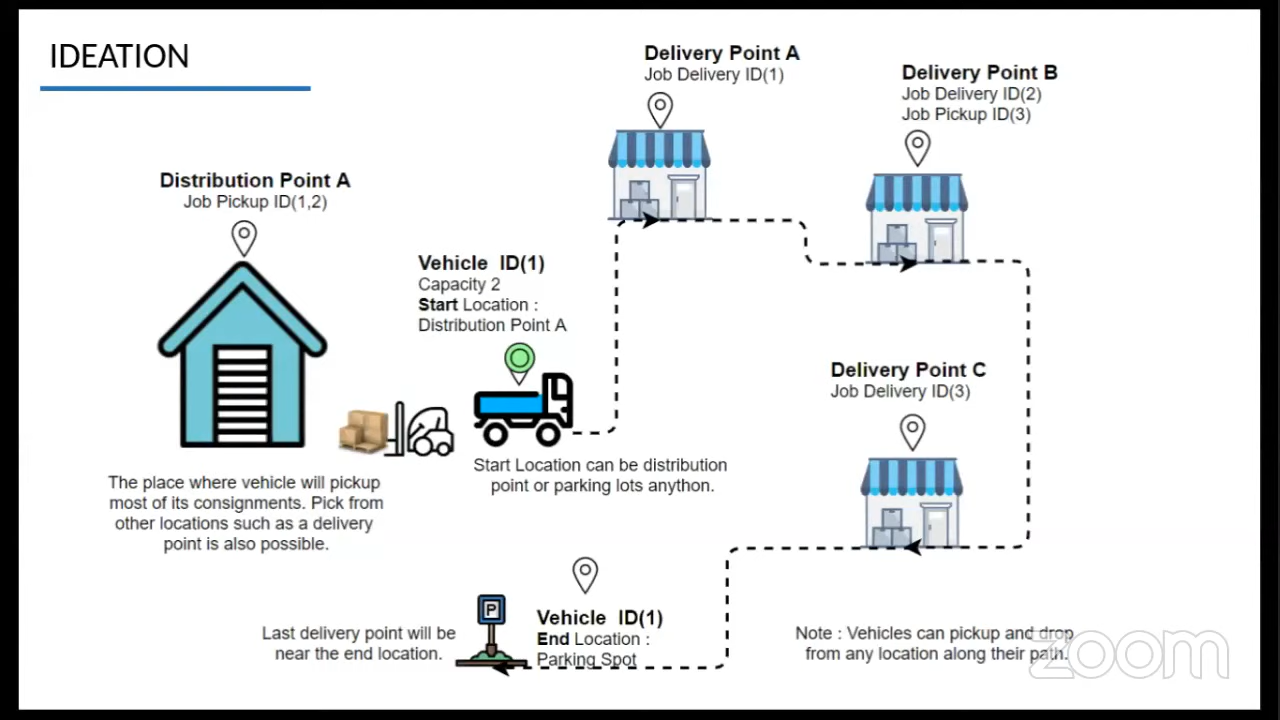 IDEATION
Delivery Point A
Job Delivery ID(1)
Delivery Point B
Job Delivery ID(2)
Job Pickup ID(3)
Distribution Point A
Job Pickup ID(1,2)
Vehicle ID(1)
Capacity 2
Start Location :
Distribution Point A
Delivery Point C
Job Delivery ID(3)
Start Location can be distribution
point or parking lots anython.
The place where vehicle will pickup
most of its consignments. Pick from
other locations such as a delivery
point is also possible.
P
Vehicle ID(1)
End Location :
Parking Spot
Last delivery point will be
near the end location.
Note : Vehicles can pickup and drop
from any location along their path.
zoom